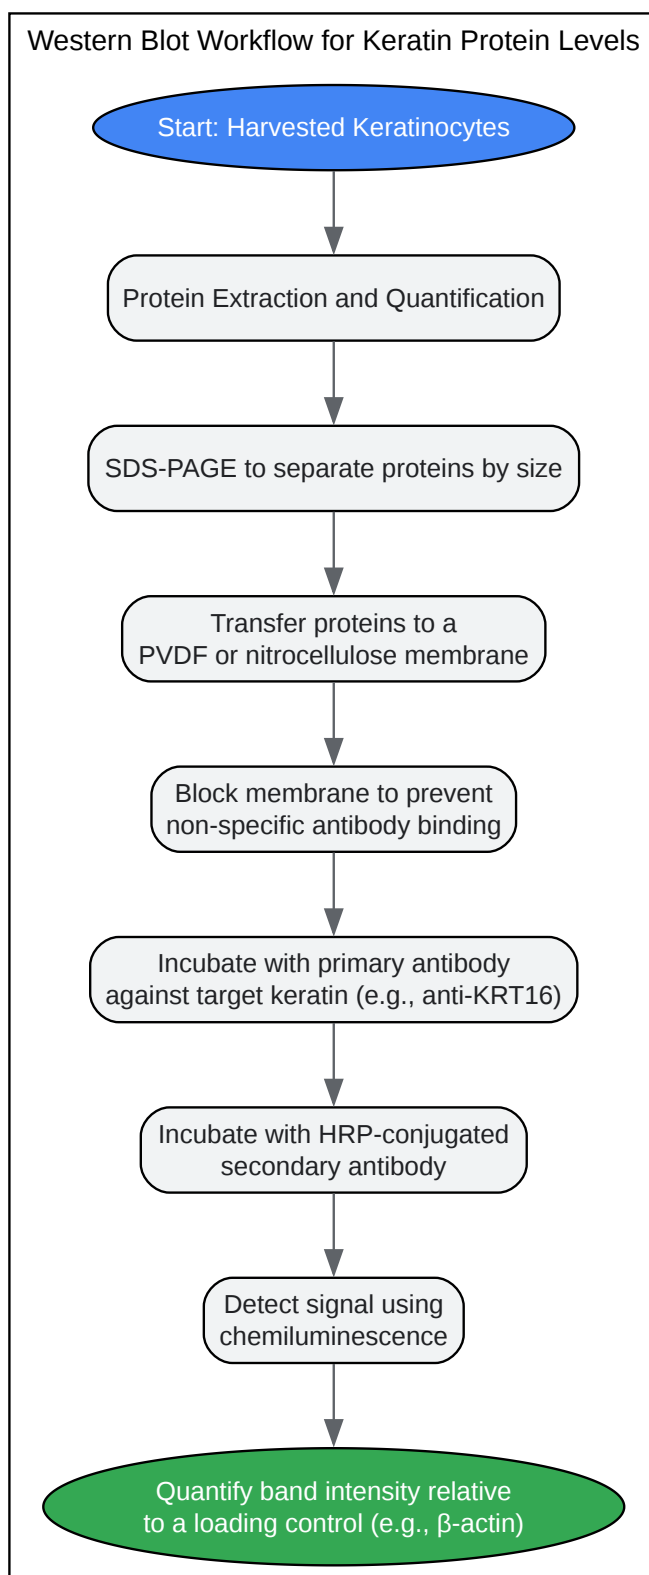 Western Blot Workflow for Keratin Protein Levels
Start: Harvested Keratinocytes
Protein Extraction and Quantification
SDS-PAGE to separate proteins by size
Transfer proteins to a
PVDF or nitrocellulose membrane
Block membrane to prevent
non-specific antibody binding
Incubate with primary antibody
against target keratin (e.g., anti-KRT16)
Incubate with HRP-conjugated
secondary antibody
Detect signal using
chemiluminescence
Quantify band intensity relative
to a loading control (e.g., β-actin)